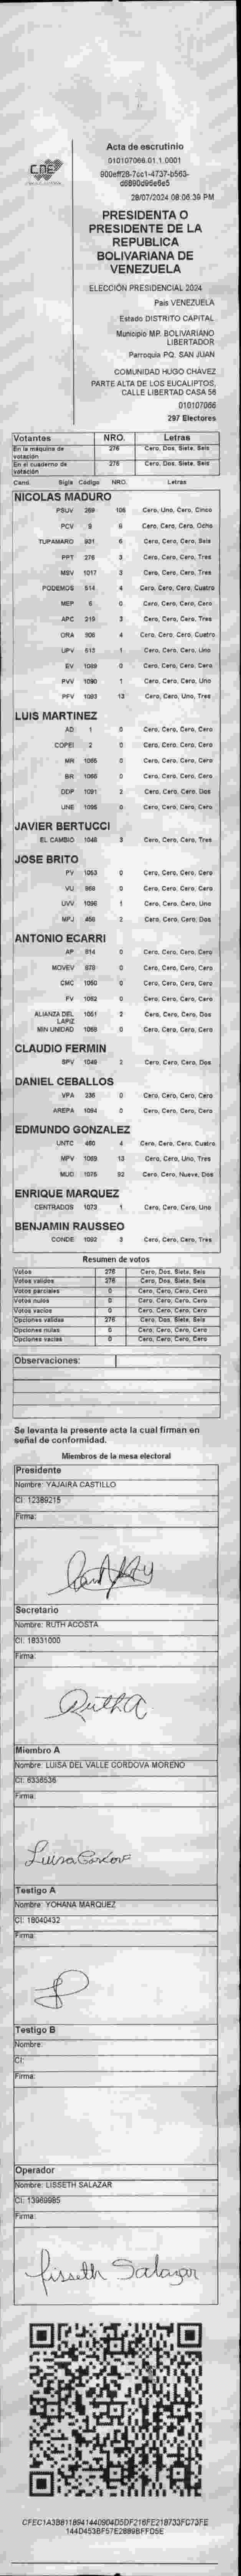 CNE
Acta de escrutinio
010107066.01.1.0001
900eff28-7cc1-4737-b563-
d6890d96e6e5
28/07/2024 08:06:39 PM
PRESIDENTA O
PRESIDENTE DE LA
REPUBLICA
BOLIVARIANA DE
VENEZUELA
ELECCIÓN PRESIDENCIAL 2024
Pais VENEZUELA
Estado DISTRITO CAPITAL
Municipio MP. BOLIVARIANO
LIBERTADOR
Parroquia PQ. SAN JUAN
COMUNIDAD HUGO CHAVEZ
PARTE ALTA DE LOS EUCALIPTOS,
CALLE LIBERTAD CASA 56
010107066
297 Electores
Votantes NRO. Letras
En la máquina de votación 276 Cero, Dos, Siete, Seis
En el cuaderno de votación 276 Cero, Dos, Siete, Seis
Cand. Sigla Código NRO. Letras
NICOLAS MADURO
PSUV 269 105 Cero, Uno, Cero, Cinco
PCV 9 Cero, Cero, Cero, Ocho
TUPAMARO 931 6 Cero, Cero, Cero, Seis
PPT 276 3 Cero, Cero, Cero, Tres
MSV 1017 3 Cero, Cero, Cero, Tres
PODEMOS 514 4 Cero, Cero, Cero, Cuatro
MEP 6 0 Cero, Cero, Cero, Cero
APC 219 3 Cero, Cero, Cero, Tres
ORA 906 4 Cero, Cero, Cero, Cuatro
UPV 613 1 Cero, Cero, Cero, Uno
EV 1089 0 Cero, Cero, Cero, Cero
PVV 1090 1 Cero, Cero, Cero, Uno
PFV 1093 13 Cero, Cero, Uno, Tres
LUIS MARTINEZ
AD 1 0 Cero, Cero, Cero, Cero
COPEI 2 0 Cero, Cero, Cero, Cero
MR 1065 0 Cero, Cero, Cero, Cero
BR 1066 0 Cero, Cero, Cero, Cero
DDP 1091 2 Cero, Cero, Cero, Dos
UNE 1095 0 Cero, Cero, Cero, Cero
JAVIER BERTUCCI
EL CAMBIO 1048 3 Cero, Cero, Cero, Tres
JOSE BRITO
PV 1053 0 Cero, Cero, Cero, Cero
VU 868 0 Cero, Cero, Cero, Cero
UVV 1096 1 Cero, Cero, Cero, Uno
MPJ 456 2 Cero, Cero, Cero, Dos
ANTONIO ECARRI
AP 814 0 Cero, Cero, Cero, Cero
MOVEV 878 0 Cero, Cero, Cero, Cero
CMC 1050 0 Cero, Cero, Cero, Cero
FV 1062 0 Cero, Cero, Cero, Cero
ALIANZA DEL LAPIZ 1051 2 Cero, Cero, Cero, Dos
MIN UNIDAD 1068 0 Cero, Cero, Cero, Cero
CLAUDIO FERMIN
SPV 1049 2 Cero, Cero, Cero, Dos
DANIEL CEBALLOS
VPA 336 0 Cero, Cero, Cero, Cero
AREPA 1094 0 Cero, Cero, Cero, Cero
EDMUNDO GONZALEZ
UNTC 460 4 Cero, Cero, Cero, Cuatro
MPV 1069 13 Cero, Cero, Uno, Tres
MUD 1075 92 Cero, Cero, Nueve, Dos
ENRIQUE MARQUEZ
CENTRADOS 1073 1 Cero, Cero, Cero, Uno
BENJAMIN RAUSSEO
CONDE 1092 3 Cero, Cero, Cero, Tres
Resumen de votos
Votos 276 Cero, Dos, Siete, Seis
Votos validos 276 Cero, Dos, Siete, Seis
Votos parciales 0 Cero, Cero, Cero, Cero
Votos nulos 0 Cero, Cero, Cero, Cero
Votos vacios 0 Cero, Cero, Cero, Cero
Opciones validas 276 Cero, Dos, Siete, Seis
Opciones nulas 0 Cero, Cero, Cero, Cero
Opciones vacias 0 Cero, Cero, Cero, Cero
Observaciones:
Se levanta la presente acta la cual firman en
señal de conformidad.
Miembros de la mesa electoral
Presidente
Nombre: YAJAIRA CASTILLO
CI: 12389215
Firma:
Secretario
Nombre: RUTH ACOSTA
CI: 18331000
Firma:
Ruth A
Miembro A
Nombre: LUISA DEL VALLE CORDOVA MORENO
CI: 6336536
Firma:
Luisa Cordova
Testigo A
Nombre: YOHANA MARQUEZ
CI: 18040432
Firma:
Testigo B
Nombre:
CI:
Firma:
Operador
Nombre: LISSETH SALAZAR
CI: 13969985
Firma:
Lisseth Salazar
CFEC1A3B8118941440904D5DF216FE218733FC73FE
144D453BF57E2889BFFD5E